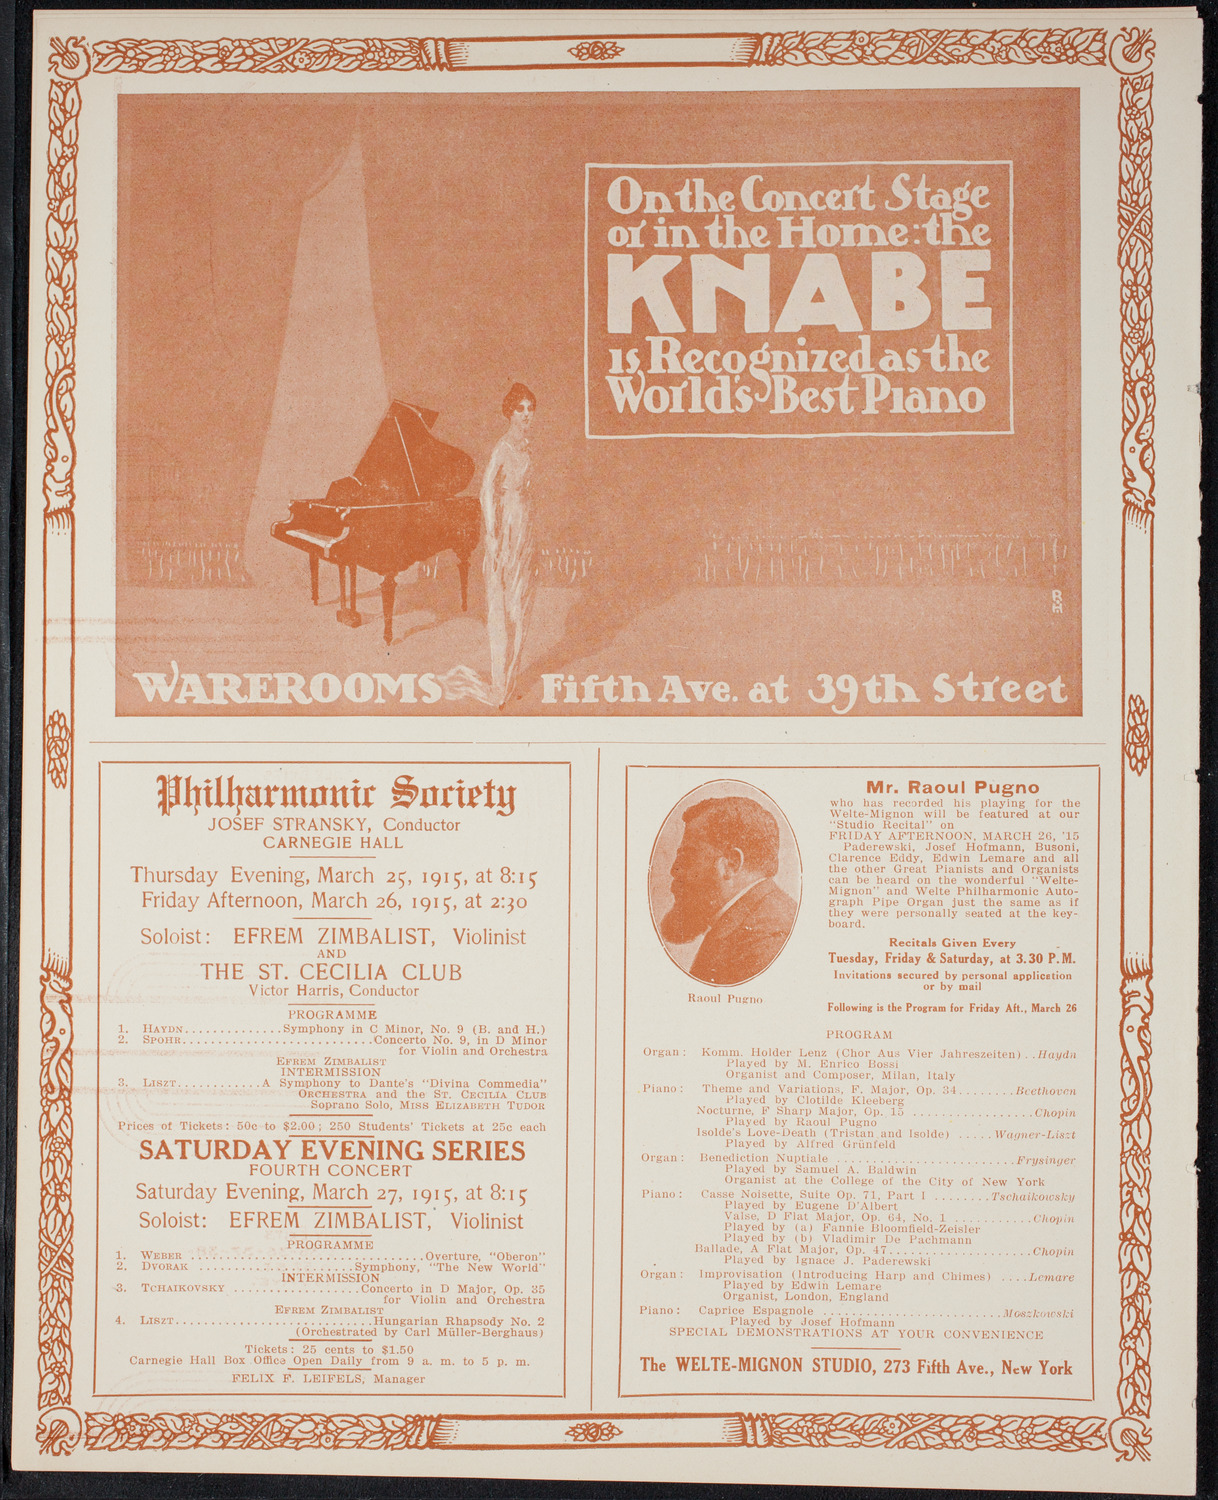 On the Concert Stage
or in the Home: the
KNABE
is Recognized as the
World's Best Piano
WAREROOMS Fifth Ave. at 39th Street
Philharmonic Society
JOSEF STRANSKY, Conductor
CARNEGIE HALL
Thursday Evening, March 25, 1915, at 8:15
Friday Afternoon, March 26, 1915, at 2:30
Soloist: EFREM ZIMBALIST, Violinist
AND
THE ST. CECILIA CLUB
Victor Harris, Conductor
PROGRAMME
1. HAYDN.............Symphony in C Minor, No. 9 (B. and H.)
2. SPOHR.........................Concerto No. 9, in D Minor
for Violin and Orchestra
EFREM ZIMBALIST
INTERMISSION
3. LISZT...........A Symphony to Dante's "Divina Commedia"
ORCHESTRA and the ST. CECILIA CLUB
Soprano Solo, MISS ELIZABETH TUDOR
Prices of Tickets: 50c to $2.00; 250 Students' Tickets at 25c each
SATURDAY EVENING SERIES
FOURTH CONCERT
Saturday Evening, March 27, 1915, at 8:15
Soloist: EFREM ZIMBALIST, Violinist
PROGRAMME
1. WEBER ...............................Overture, "Oberon"
2. DVORAK ....................Symphony, "The New World"
INTERMISSION
3. TCHAIKOVSKY .................Concerto in D Major, Op. 35
for Violin and Orchestra
EFREM ZIMBALIST
4. LISZT..........................Hungarian Rhapsody No. 2
(Orchestrated by Carl Müller-Berghaus)
Tickets: 25 cents to $1.50
Carnegie Hall Box Office Open Daily from 9 a. m. to 5 p. m.
FELIX F. LEIFELS, Manager
Raoul Pugno
Mr. Raoul Pugno
who has recorded his playing for the
Welte-Mignon will be featured at our
"Studio Recital" on
FRIDAY AFTERNOON, MARCH 26, '15
Paderewski, Josef Hofmann, Busoni,
Clarence Eddy, Edwin Lemare and all
the other Great Pianists and Organists
can be heard on the wonderful "Welte-
Mignon" and Welte Philharmonic Auto-
graph Pipe Organ just the same as if
they were personally seated at the key-
board.
Recitals Given Every
Tuesday, Friday & Saturday, at 3.30 P.M.
Invitations secured by personal application
or by mail
Following is the Program for Friday Aft., March 26
PROGRAM
Organ: Komm. Holder Lenz (Chor Aus Vier Jahreszeiten)..Haydn
Played by M. Enrico Bossi
Organist and Composer, Milan, Italy
Piano: Theme and Variations, F. Major, Op. 34........Beethoven
Played by Clotilde Kleeberg
Nocturne, F Sharp Major, Op. 15 .................Chopin
Played by Raoul Pugno
Isolde's Love-Death (Tristan and Isolde) .....Wagner-Liszt
Played by Alfred Grünfeld
Organ: Benediction Nuptiale .........................Frysinger
Played by Samuel A. Baldwin
Organist at the College of the City of New York
Piano: Casse Noisette, Suite Op. 71, Part I ........Tschaikowsky
Played by Eugene D'Albert
Valse, D Flat Major, Op. 64, No. 1 ...........Chopin
Played by (a) Fannie Bloomfield-Zeisler
Played by (b) Vladimir De Pachmann
Ballade, A Flat Major, Op. 47....................Chopin
Played by Ignace J. Paderewski
Organ: Improvisation (Introducing Harp and Chimes) ....Lemare
Played by Edwin Lemare
Organist, London, England
Piano: Caprice Espagnole .........................Moszkowski
Played by Josef Hofmann
SPECIAL DEMONSTRATIONS AT YOUR CONVENIENCE
The WELTE-MIGNON STUDIO, 273 Fifth Ave., New York